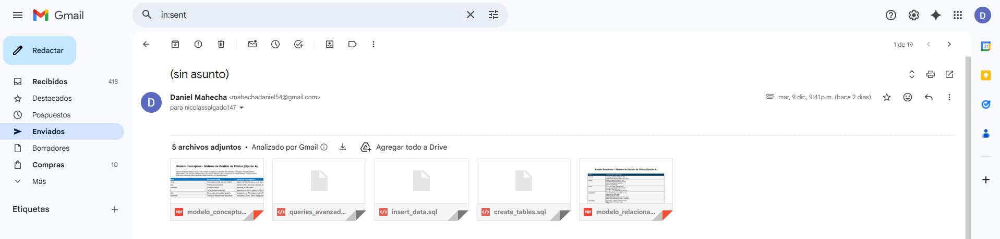 Gmail
in:sent
D
Redactar
1 de 19
(sin asunto)
Recibidos 418
Destacados
Pospuestos
Enviados
Borradores
Compras 10
Más
Etiquetas
D
Daniel Mahecha <mahechadaniel54@gmail.com>
mar, 9 dic, 9:41 p.m. (hace 2 días)
para nicolassalgado147
5 archivos adjuntos • Analizado por Gmail
Agregar todo a Drive
Modelo Conceptual - Sistema de Gestión de Clínica (Opción A)
PDF modelo_conceptu...
queries_avanzad...
insert_data.sql
create_tables.sql
Modelo Relacional – Sistema de Gestión de Clínica (Opción A)
PDF modelo_relaciona...
31